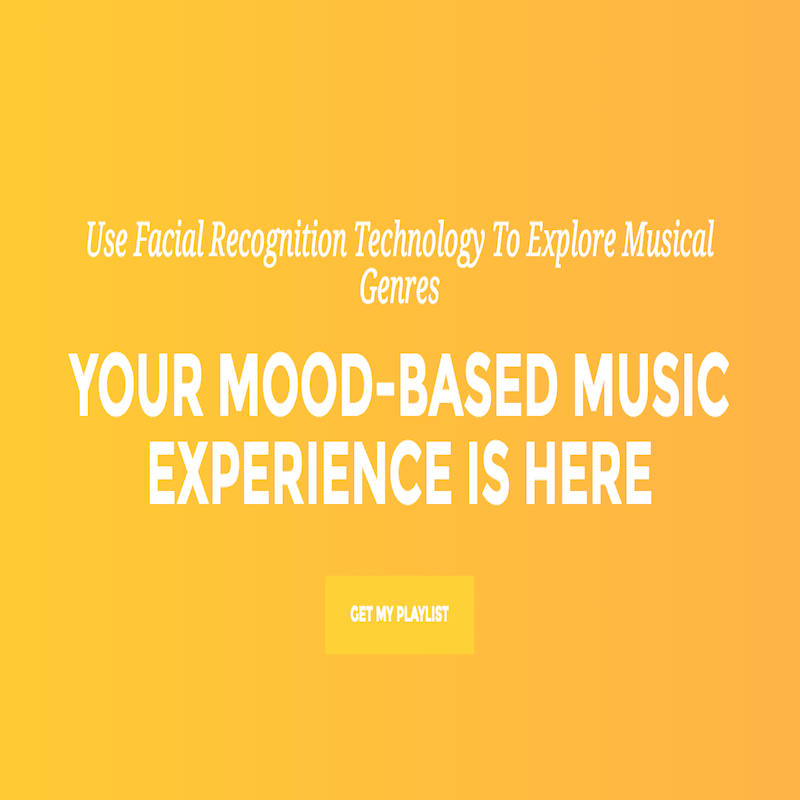 Use Facial Recognition Technology To Explore Musical
Genres
YOUR MOOD-BASED MUSIC
EXPERIENCE IS HERE
GET MY PLAYLIST